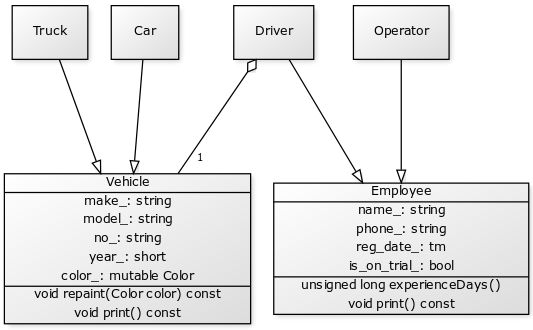 Truck
Car
Driver
Operator
1
Vehicle
make_: string
model_: string
no_: string
year_: short
color_: mutable Color
void repaint(Color color) const
void print() const
Employee
name_: string
phone_: string
reg_date_: tm
is_on_trial_: bool
unsigned long experienceDays()
void print() const